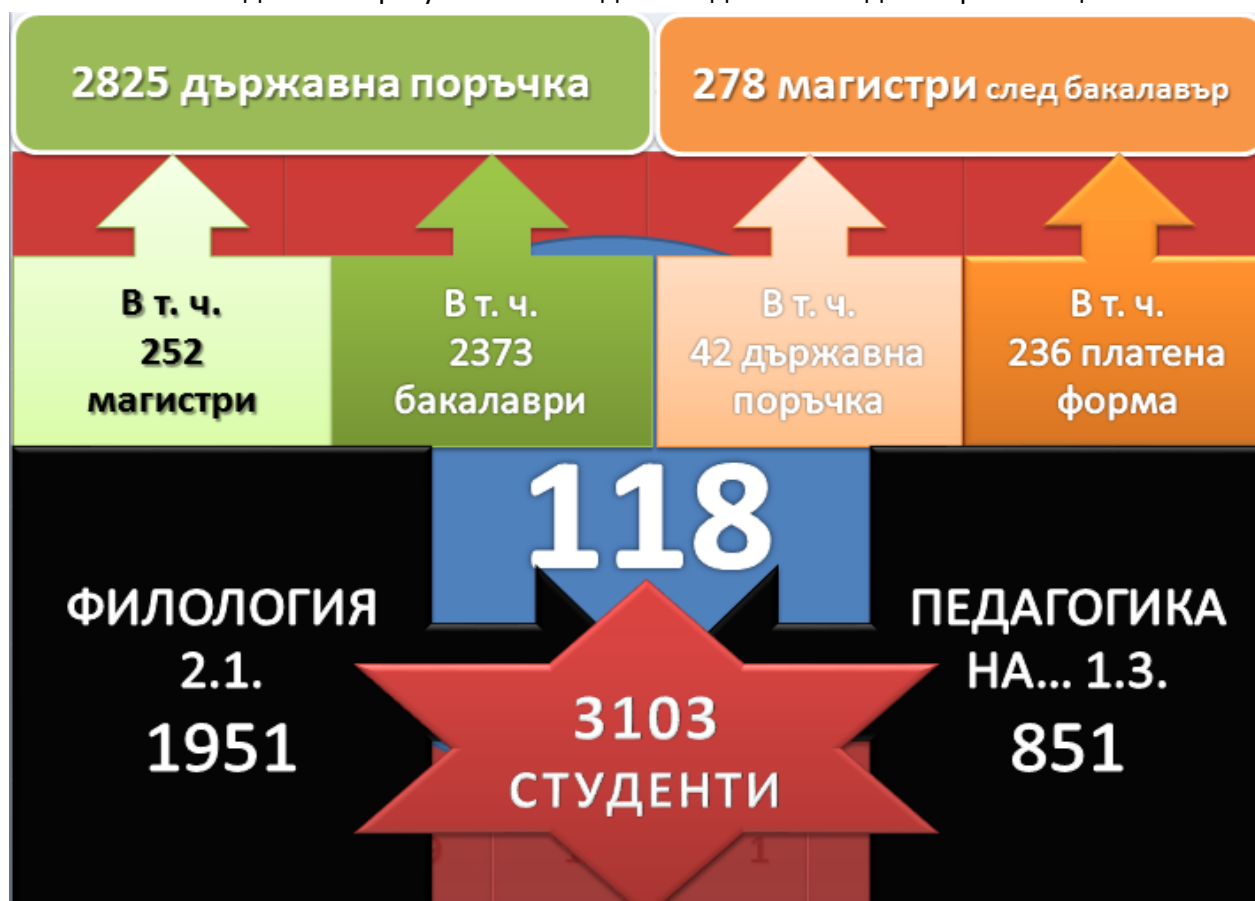 2825 държавна поръчка
278 магистри след бакалавър
В т. ч.
252
магистри
В т. ч.
2373
бакалаври
В т. ч.
42 държавна
поръчка
В т. ч.
236 платена
форма
118
ФИЛОЛОГИЯ
2.1.
1951
ПЕДАГОГИКА
НА... 1.3.
851
3103
СТУДЕНТИ
1